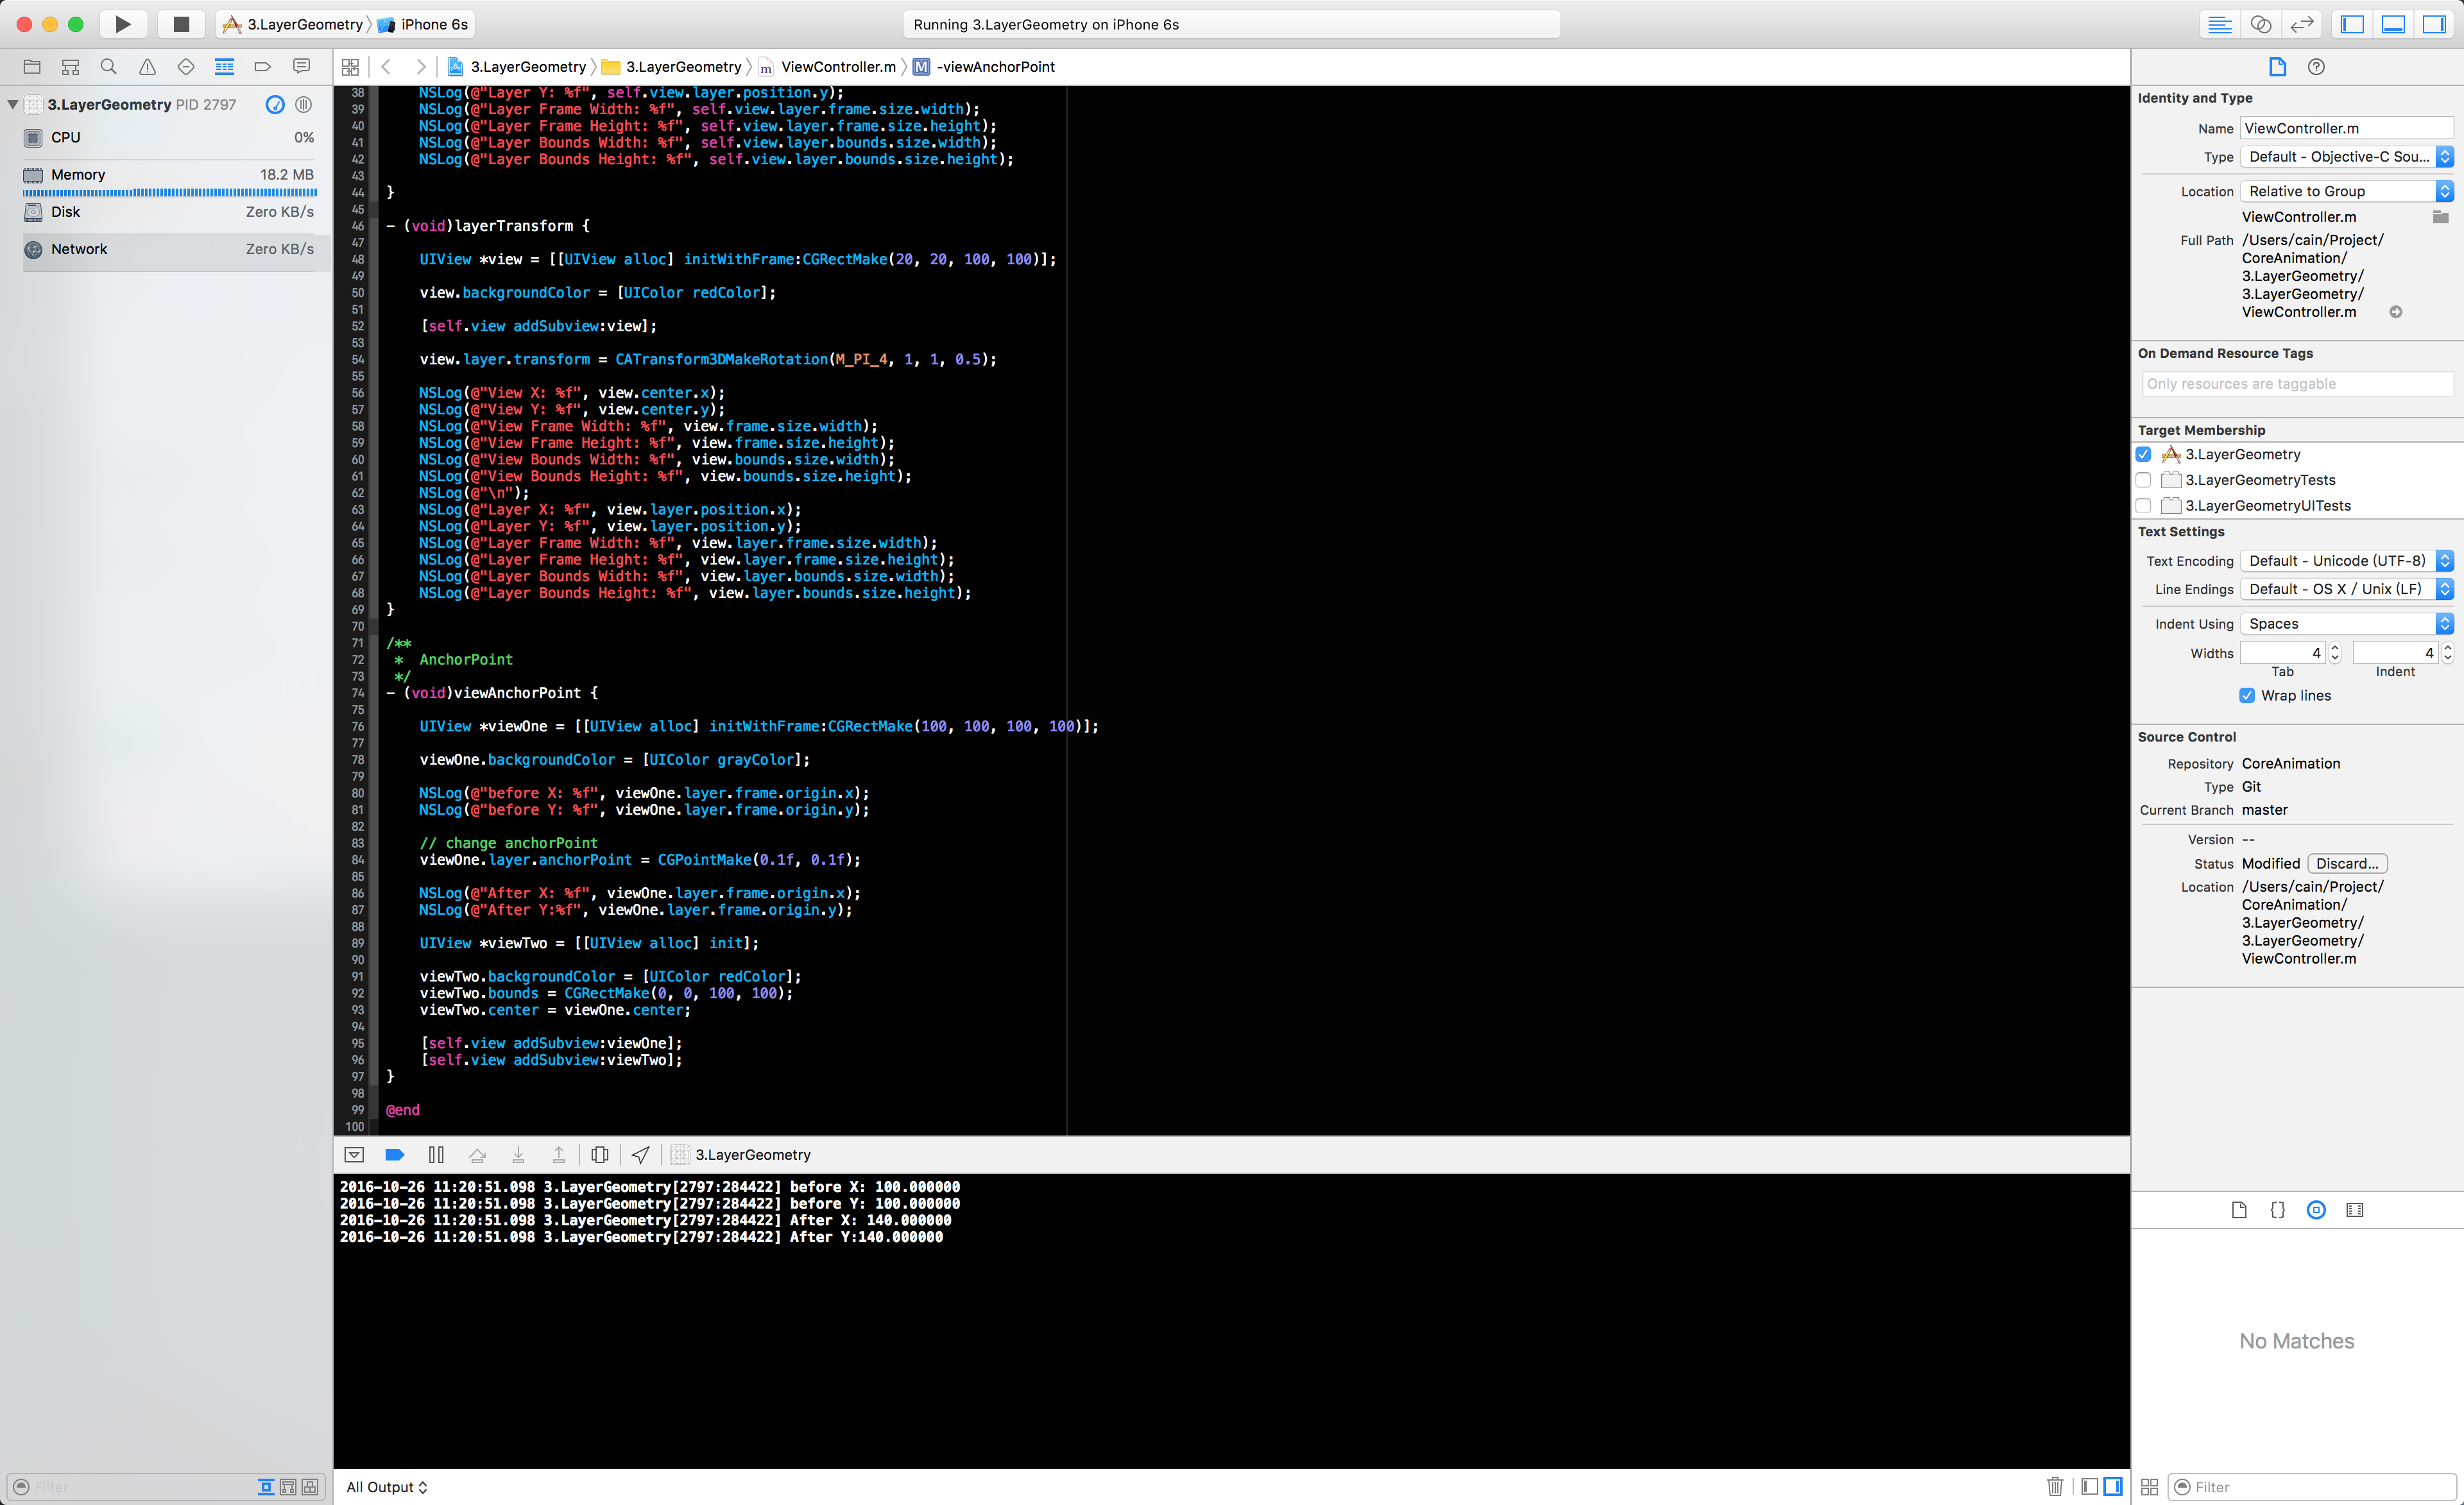 3.LayerGeometry iPhone 6s
Running 3.LayerGeometry on iPhone 6s
3.LayerGeometry PID 2797
CPU 0%
Memory 18.2 MB
Disk Zero KB/s
Network Zero KB/s
Filter
3.LayerGeometry 3.LayerGeometry m ViewController.m M -viewAnchorPoint
38 NSLog(@"Layer Y: %f", self.view.layer.position.y);
39 NSLog(@"Layer Frame Width: %f", self.view.layer.frame.size.width);
40 NSLog(@"Layer Frame Height: %f", self.view.layer.frame.size.height);
41 NSLog(@"Layer Bounds Width: %f", self.view.layer.bounds.size.width);
42 NSLog(@"Layer Bounds Height: %f", self.view.layer.bounds.size.height);
43
44 }
45
46 - (void)layerTransform {
47
48 UIView *view = [[UIView alloc] initWithFrame:CGRectMake(20, 20, 100, 100)];
49
50 view.backgroundColor = [UIColor redColor];
51
52 [self.view addSubview:view];
53
54 view.layer.transform = CATransform3DMakeRotation(M_PI_4, 1, 1, 0.5);
55
56 NSLog(@"View X: %f", view.center.x);
57 NSLog(@"View Y: %f", view.center.y);
58 NSLog(@"View Frame Width: %f", view.frame.size.width);
59 NSLog(@"View Frame Height: %f", view.frame.size.height);
60 NSLog(@"View Bounds Width: %f", view.bounds.size.width);
61 NSLog(@"View Bounds Height: %f", view.bounds.size.height);
62 NSLog(@"\n");
63 NSLog(@"Layer X: %f", view.layer.position.x);
64 NSLog(@"Layer Y: %f", view.layer.position.y);
65 NSLog(@"Layer Frame Width: %f", view.layer.frame.size.width);
66 NSLog(@"Layer Frame Height: %f", view.layer.frame.size.height);
67 NSLog(@"Layer Bounds Width: %f", view.layer.bounds.size.width);
68 NSLog(@"Layer Bounds Height: %f", view.layer.bounds.size.height);
69 }
70
71 /**
72 * AnchorPoint
73 */
74 - (void)viewAnchorPoint {
75
76 UIView *viewOne = [[UIView alloc] initWithFrame:CGRectMake(100, 100, 100, 100)];
77
78 viewOne.backgroundColor = [UIColor grayColor];
79
80 NSLog(@"before X: %f", viewOne.layer.frame.origin.x);
81 NSLog(@"before Y: %f", viewOne.layer.frame.origin.y);
82
83 // change anchorPoint
84 viewOne.layer.anchorPoint = CGPointMake(0.1f, 0.1f);
85
86 NSLog(@"After X: %f", viewOne.layer.frame.origin.x);
87 NSLog(@"After Y:%f", viewOne.layer.frame.origin.y);
88
89 UIView *viewTwo = [[UIView alloc] init];
90
91 viewTwo.backgroundColor = [UIColor redColor];
92 viewTwo.bounds = CGRectMake(0, 0, 100, 100);
93 viewTwo.center = viewOne.center;
94
95 [self.view addSubview:viewOne];
96 [self.view addSubview:viewTwo];
97 }
98
99 @end
100
3.LayerGeometry
2016-10-26 11:20:51.098 3.LayerGeometry[2797:284422] before X: 100.000000
2016-10-26 11:20:51.098 3.LayerGeometry[2797:284422] before Y: 100.000000
2016-10-26 11:20:51.098 3.LayerGeometry[2797:284422] After X: 140.000000
2016-10-26 11:20:51.098 3.LayerGeometry[2797:284422] After Y:140.000000
All Output
Identity and Type
Name ViewController.m
Type Default - Objective-C Sou...
Location Relative to Group
ViewController.m
Full Path /Users/cain/Project/
CoreAnimation/
3.LayerGeometry/
3.LayerGeometry/
ViewController.m
On Demand Resource Tags
Only resources are taggable
Target Membership
3.LayerGeometry
3.LayerGeometryTests
3.LayerGeometryUITests
Text Settings
Text Encoding Default - Unicode (UTF-8)
Line Endings Default - OS X / Unix (LF)
Indent Using Spaces
Widths 4 4
Tab Indent
Wrap lines
Source Control
Repository CoreAnimation
Type Git
Current Branch master
Version --
Status Modified Discard...
Location /Users/cain/Project/
CoreAnimation/
3.LayerGeometry/
3.LayerGeometry/
ViewController.m
{}
No Matches
Filter